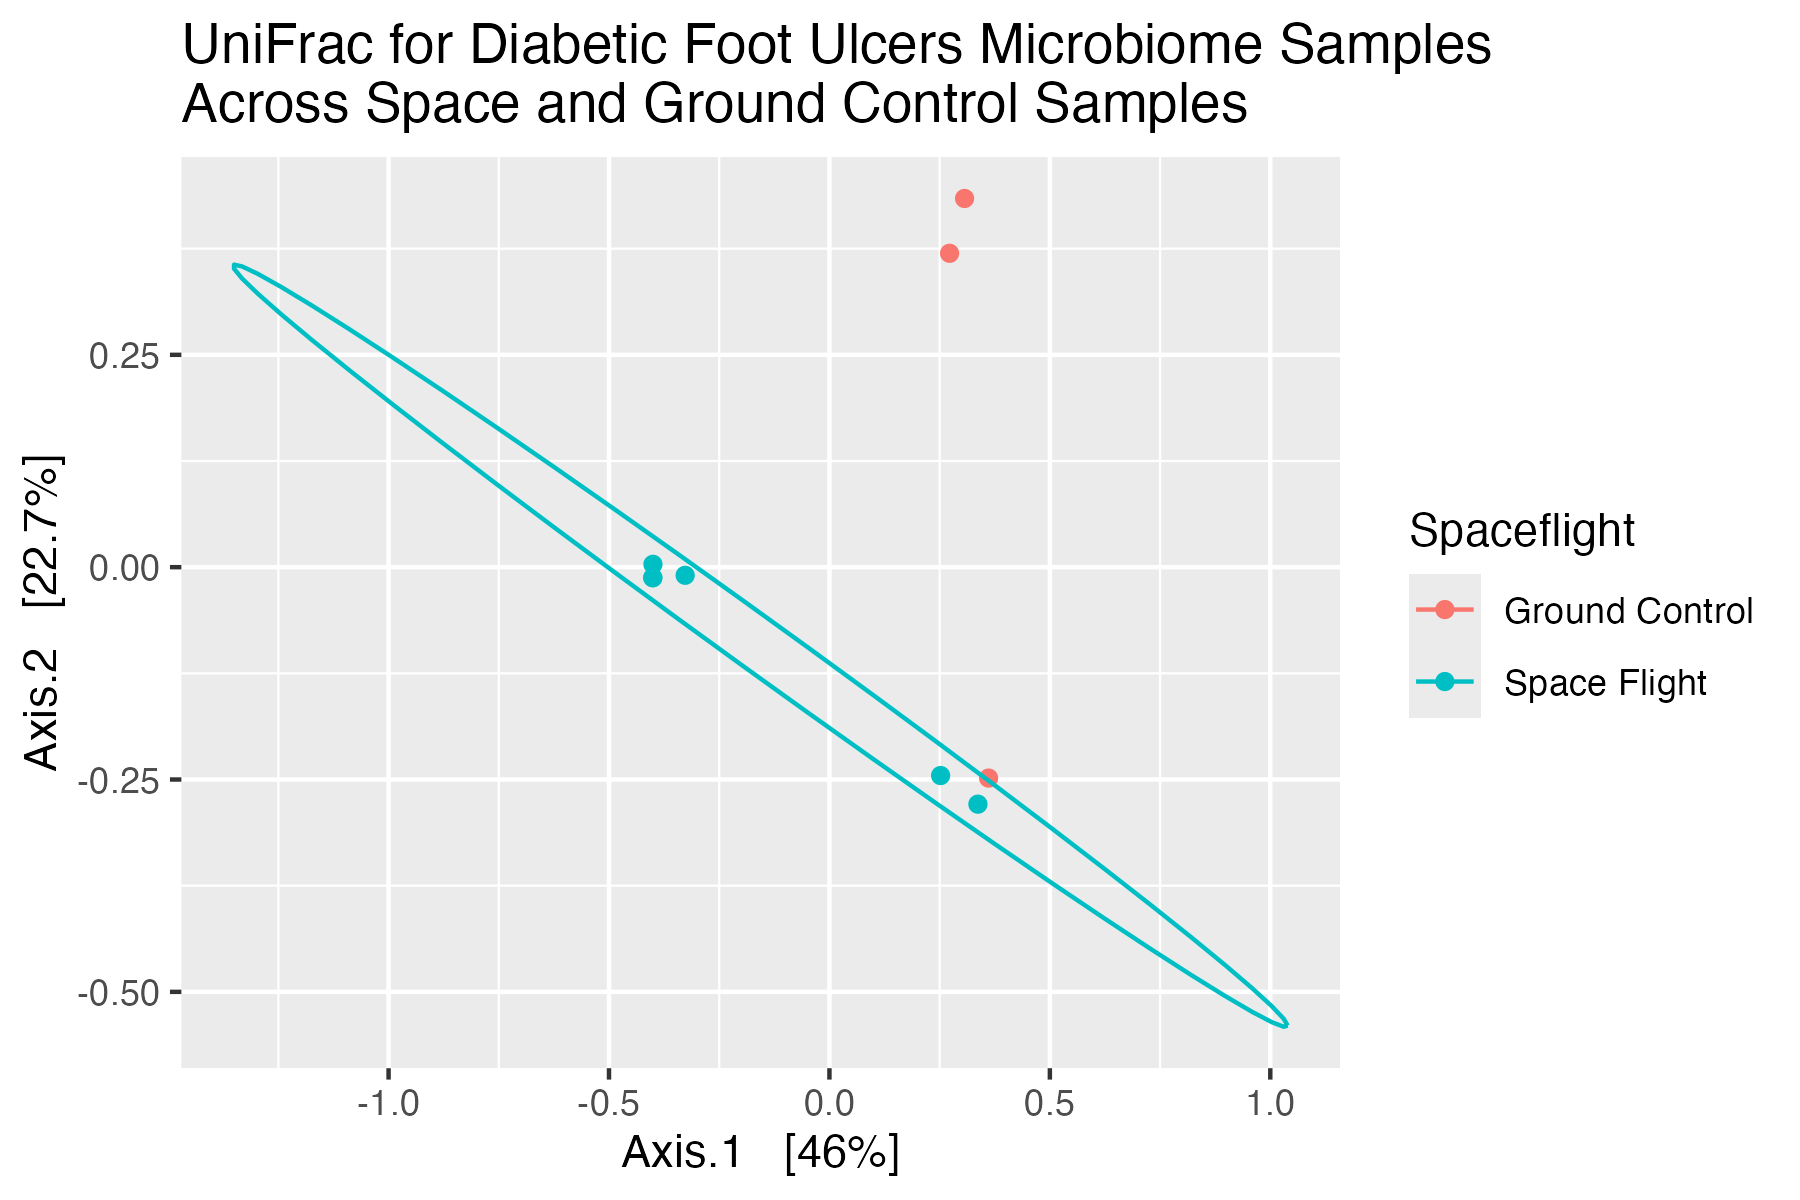 UniFrac for Diabetic Foot Ulcers Microbiome Samples
Across Space and Ground Control Samples
Axis.2 [22.7%]
0.25
0.00
-0.25
-0.50
-1.0
-0.5
0.0
0.5
1.0
Axis.1 [46%]
Spaceflight
Ground Control
Space Flight